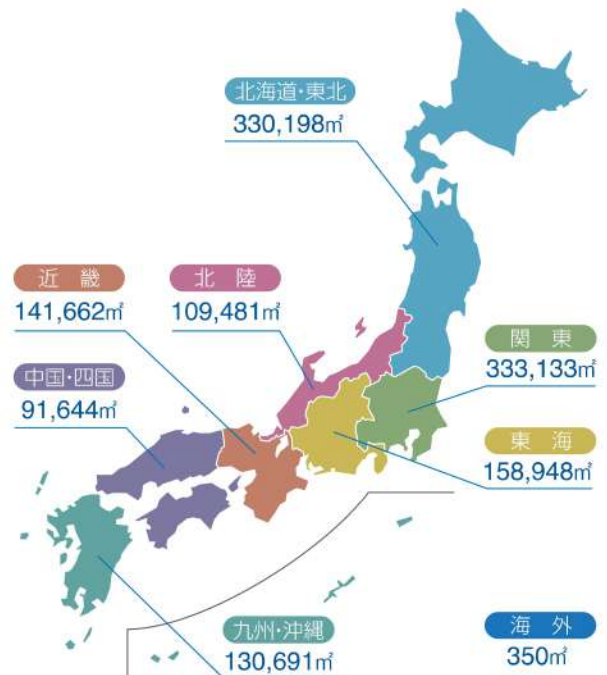 北海道・東北
330,198㎡
近畿
141,662㎡
北陸
109,481㎡
関東
333,133㎡
中国・四国
91,644㎡
東海
158,948㎡
九州・沖縄
130,691㎡
海外
350㎡